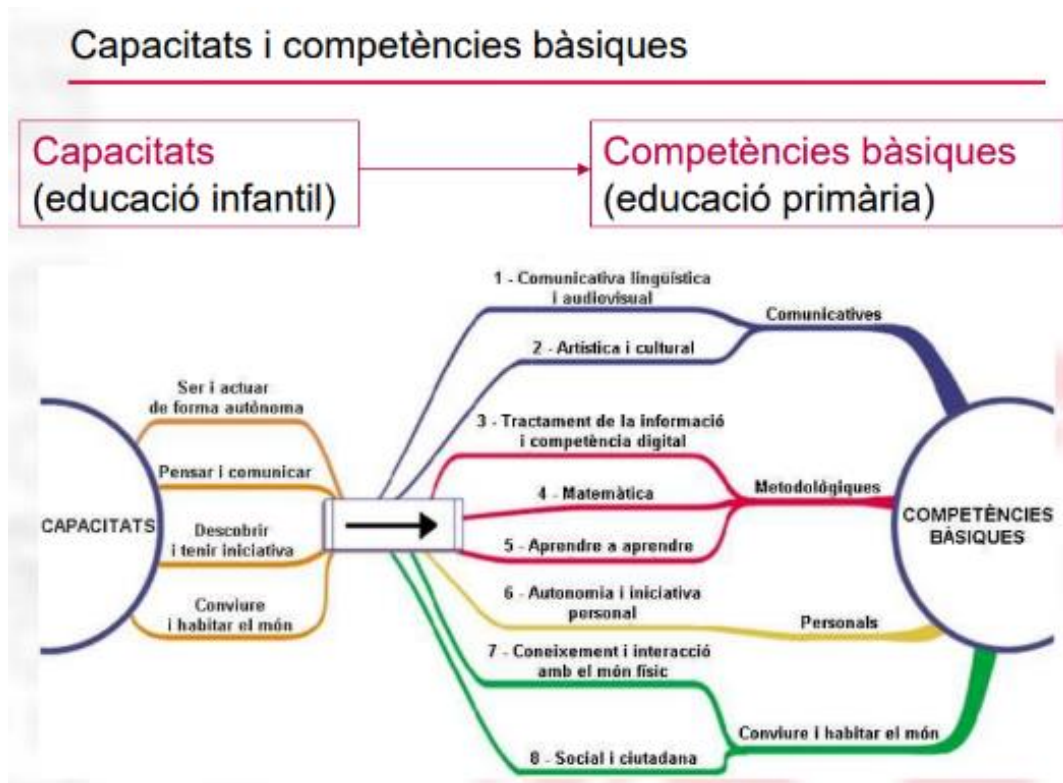 Capacitats i competències bàsiques
Capacitats
(educació infantil)
Competències bàsiques
(educació primària)
CAPACITATS
Ser i actuar
de forma autònoma
Pensar i comunicar
Descobrir
i tenir iniciativa
Conviure
i habitar el món
1 - Comunicativa lingüística
i audiovisual
2 - Artística i cultural
3 - Tractament de la informació
i competència digital
4 - Matemàtica
5 - Aprendre a aprendre
6 - Autonomia i iniciativa
personal
7 - Coneixement i interacció
amb el món físic
8 - Social i ciutadana
Comunicatives
Metodològiques
Personals
Conviure i habitar el món
COMPETÈNCIES
BÀSIQUES